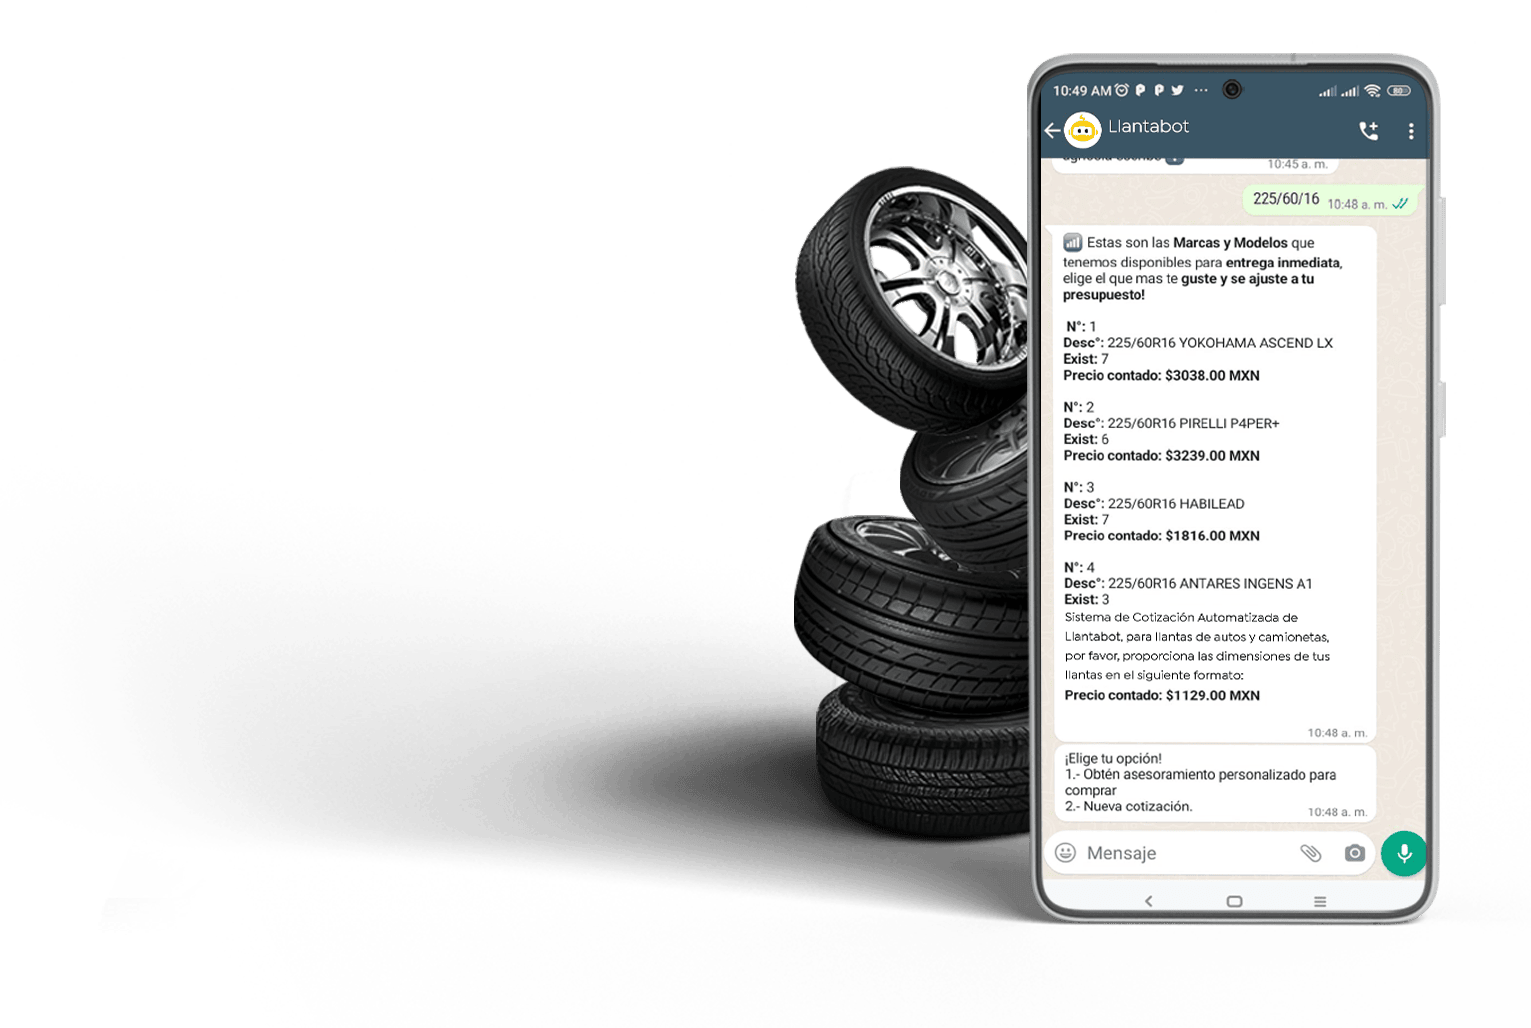 10:49 AM
Llantabot
10:45 a. m.
225/60/16 10:48 a. m.
Estas son las Marcas y Modelos que
tenemos disponibles para entrega inmediata,
elige el que mas te guste y se ajuste a tu
presupuesto!
N°: 1
Desc°: 225/60R16 YOKOHAMA ASCEND LX
Exist: 7
Precio contado: $3038.00 MXN
N°: 2
Desc°: 225/60R16 PIRELLI P4PER+
Exist: 6
Precio contado: $3239.00 MXN
N°: 3
Desc°: 225/60R16 HABILEAD
Exist: 7
Precio contado: $1816.00 MXN
N°: 4
Desc°: 225/60R16 ANTARES INGENS A1
Exist: 3
Sistema de Cotización Automatizada de
Llantabot, para llantas de autos y camionetas,
por favor, proporciona las dimensiones de tus
llantas en el siguiente formato:
Precio contado: $1129.00 MXN
10:48 a. m.
¡Elige tu opción!
1.- Obtén asesoramiento personalizado para
comprar
2.- Nueva cotización.
10:48 a. m.
Mensaje